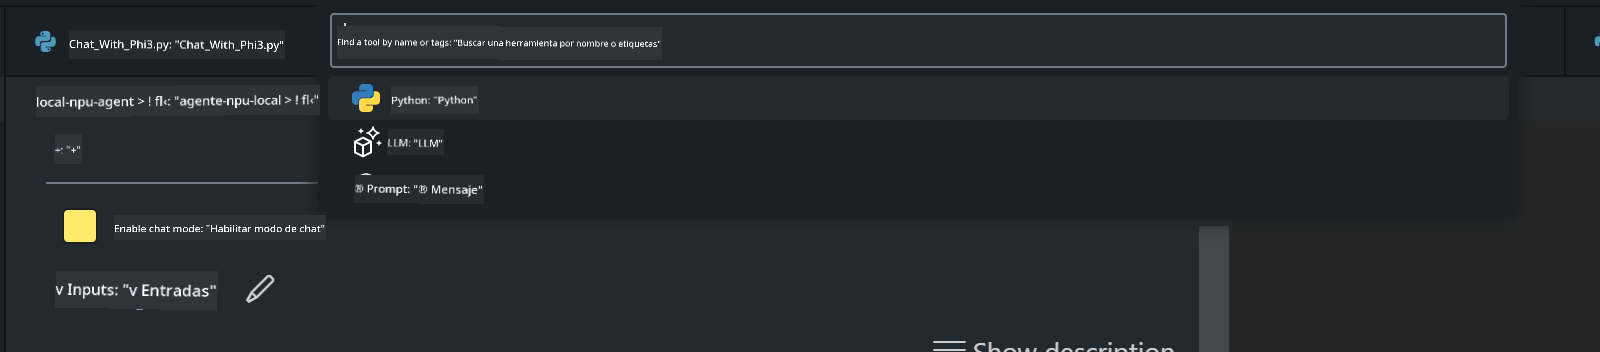 Chat_With_Phi3.py: "Chat_With_Phi3.py"
Find a tool by name or tags: "Buscar una herramienta por nombre o etiquetas"
local-npu-agent > ! fl‹: "agente-npu-local > ! fl‹"
Python: "Python"
+: "+"
LLM: "LLM"
® Prompt: "® Mensaje"
Enable chat mode: "Habilitar modo de chat"
v Inputs: "v Entradas"
Show description